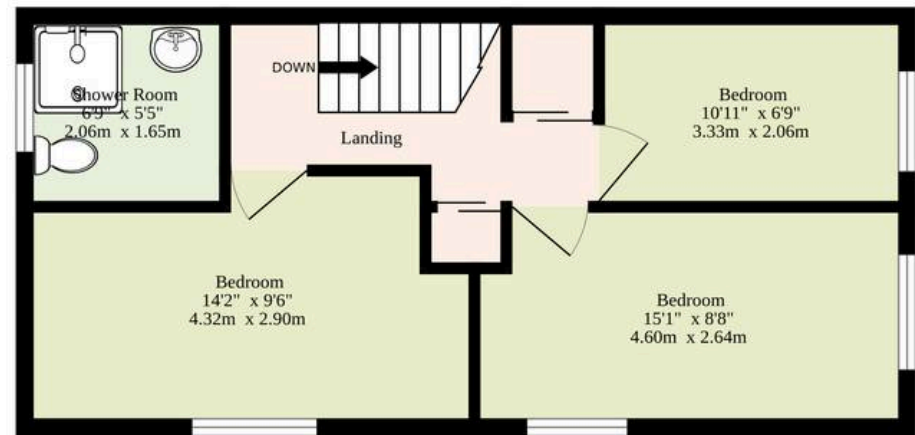 Shower Room
6'9" x 5'5"
2.06m x 1.65m
DOWN
Landing
Bedroom
10'11" x 6'9"
3.33m x 2.06m
Bedroom
14'2" x 9'6"
4.32m x 2.90m
Bedroom
15'1" x 8'8"
4.60m x 2.64m